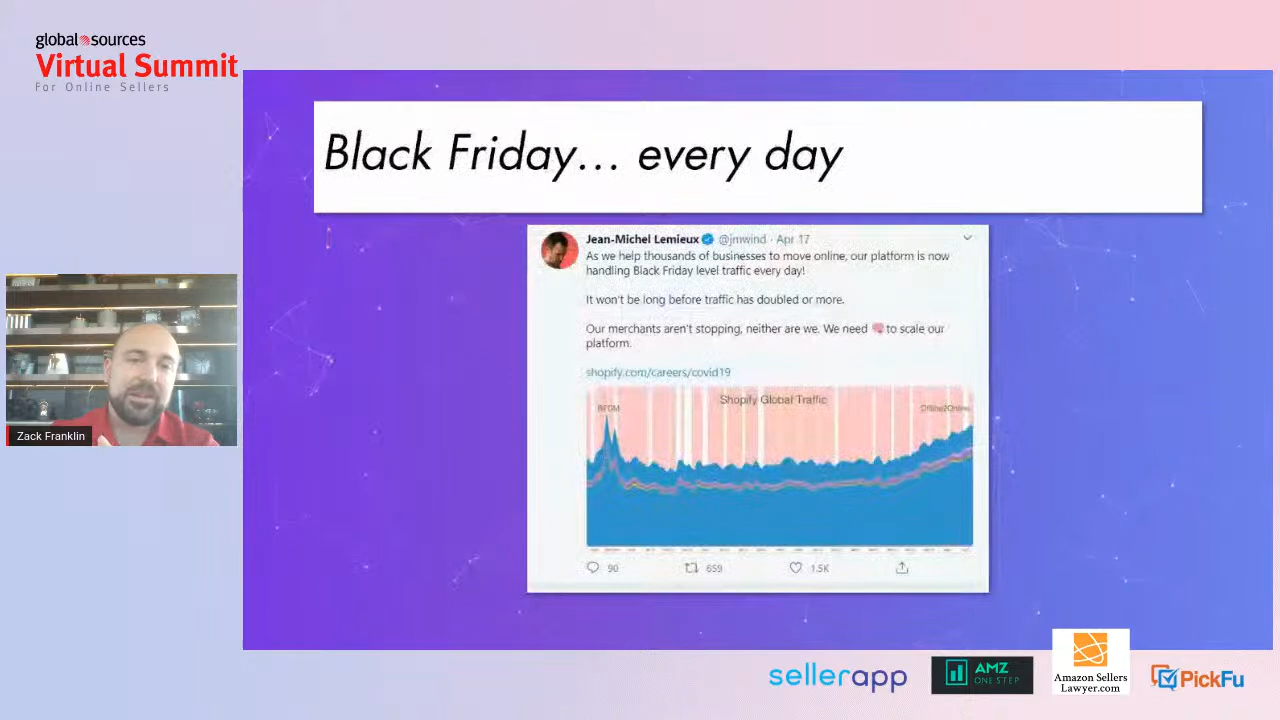 global sources
Virtual Summit
For Online Sellers
Black Friday... every day
Jean-Michel Lemieux @jmwind · Apr 17
As we help thousands of businesses to move online, our platform is now
handling Black Friday level traffic every day!
It won't be long before traffic has doubled or more.
Our merchants aren't stopping, neither are we. We need 🧠 to scale our
platform.
shopify.com/careers/covid19
Shopify Global Traffic
BFCM
Offline2Online
90 659 1.5K
Zack Franklin
sellerapp
AMZ
ONE STEP
Amazon Sellers
Lawyer.com
PickFu